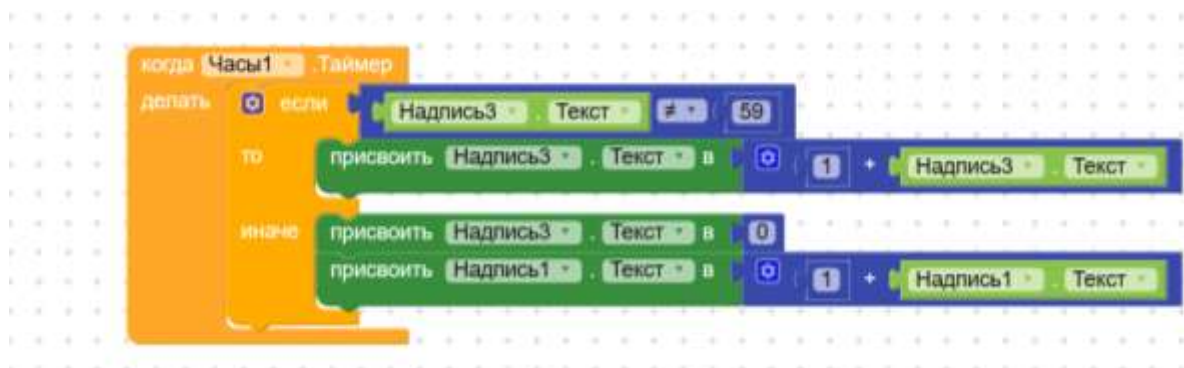 когда Часы1 .Таймер
делать если Надпись3 . Текст ≠ 59
то присвоить Надпись3 . Текст в 1 + Надпись3 . Текст
иначе присвоить Надпись3 . Текст в 0
присвоить Надпись1 . Текст в 1 + Надпись1 . Текст